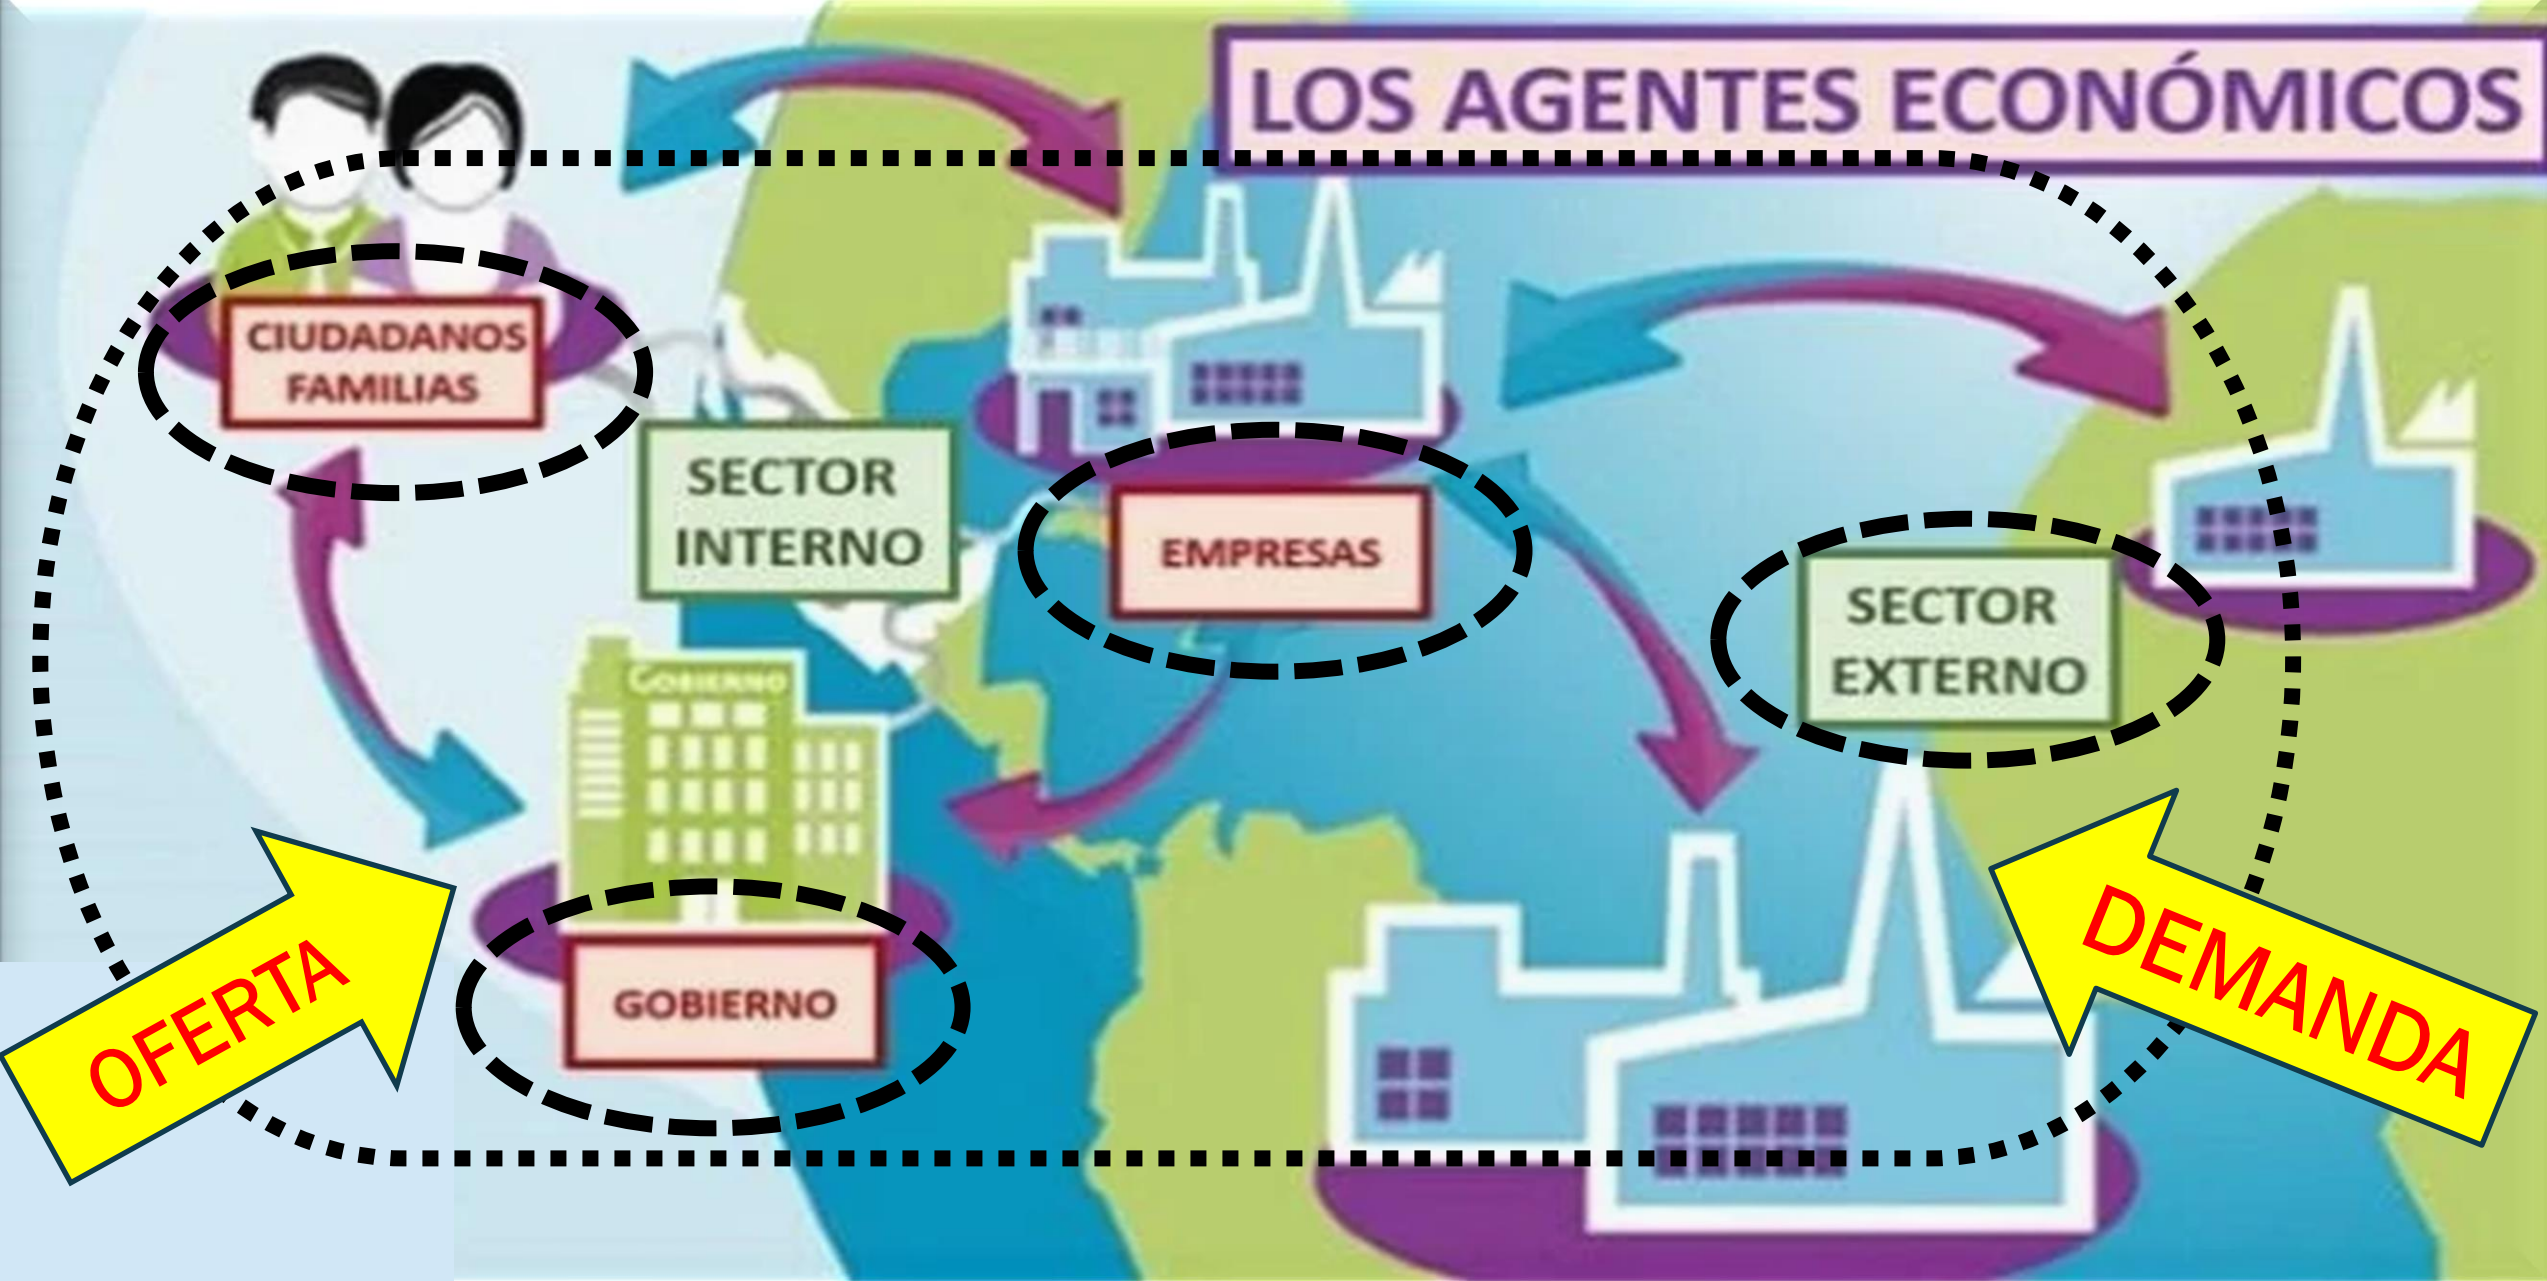 LOS AGENTES ECONÓMICOS
CIUDADANOS
FAMILIAS
SECTOR
INTERNO
EMPRESAS
SECTOR
EXTERNO
GOBIERNO
GOBIERNO
OFERTA
DEMANDA